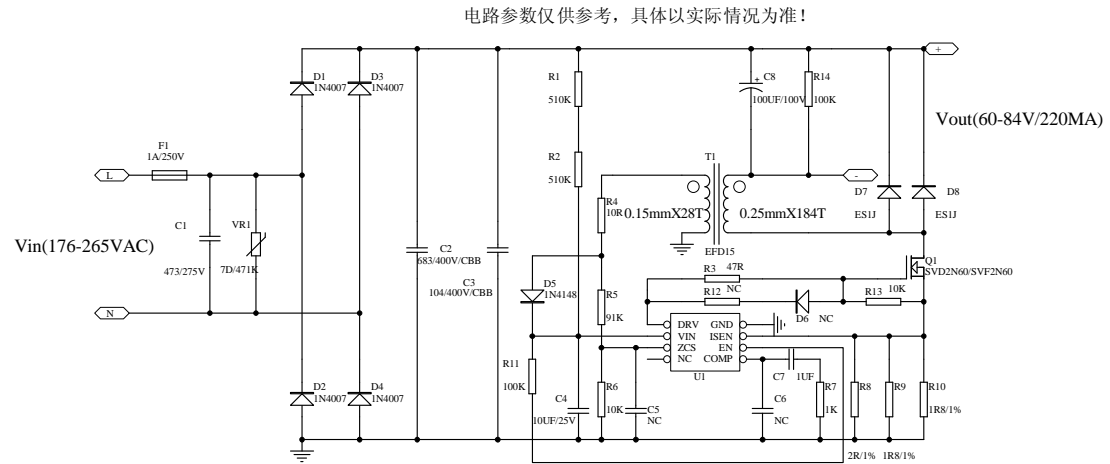 电路参数仅供参考，具体以实际情况为准！
+
D1
1N4007
D3
1N4007
R1
510K
C8
+
100UF/100V
R14
100K
Vout(60-84V/220MA)
F1
1A/250V
L
R2
510K
T1
-
D7
D8
R4
10R
0.15mmX28T
0.25mmX184T
ES1J
ES1J
C1
VR1
Vin(176-265VAC)
473/275V
7D/471K
C2
683/400V/CBB
EFD15
C3
104/400V/CBB
R3
47R
Q1
SVD2N60/SVF2N60
D5
1N4148
R12
NC
R13
10K
R5
91K
D6
NC
N
DRV
GND
VIN
ISEN
ZCS
EN
NC
COMP
U1
R11
100K
C7
1UF
D2
1N4007
D4
1N4007
C4
10UF/25V
R6
10K
C5
NC
C6
NC
R7
1K
R8
R9
R10
1R8/1%
2R/1%
1R8/1%